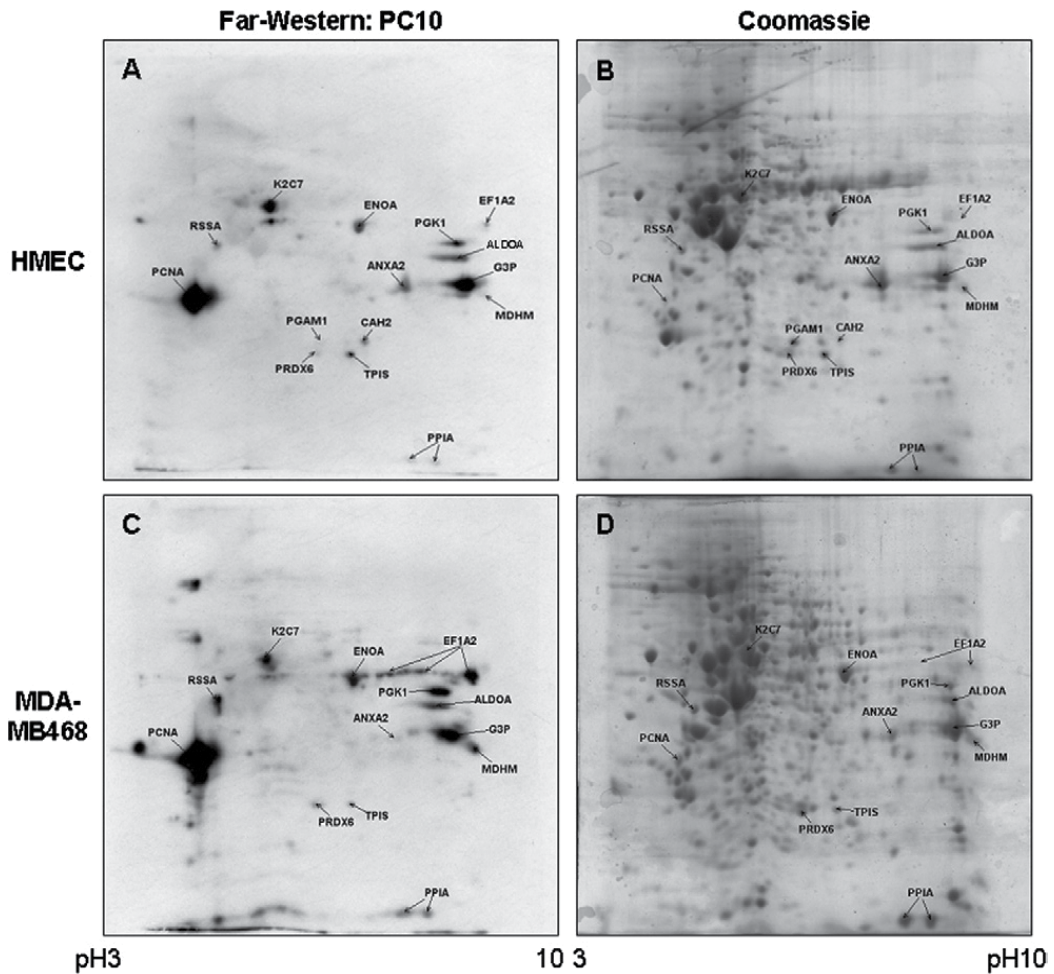 Far-Western: PC10
Coomassie
HMEC
A
K2C7
ENOA
EF1A2
RSSA
PGK1
ALDOA
PCNA
ANXA2
G3P
MDHM
PGAM1
CAH2
PRDX6
TPIS
PPIA
B
K2C7
ENOA
EF1A2
PGK1
RSSA
ALDOA
ANXA2
G3P
PCNA
MDHM
PGAM1
CAH2
PRDX6
TPIS
PPIA
MDA-
MB468
C
K2C7
ENOA
EF1A2
RSSA
PGK1
ALDOA
ANXA2
G3P
PCNA
MDHM
PRDX6
TPIS
PPIA
D
K2C7
ENOA
EF1A2
RSSA
PGK1
ALDOA
ANXA2
G3P
PCNA
MDHM
TPIS
PRDX6
PPIA
pH3
10
3
pH10